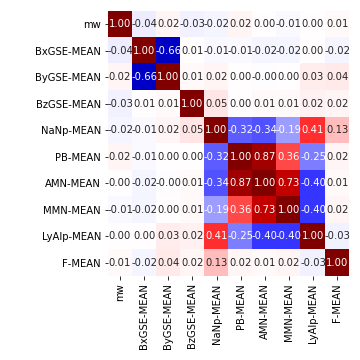 mw 1.00 -0.04 0.02 -0.03 -0.02 0.02 0.00 -0.01 0.00 0.01
BxGSE-MEAN -0.04 1.00 -0.66 0.01 -0.01 -0.01 -0.02 -0.02 0.00 -0.02
ByGSE-MEAN 0.02 -0.66 1.00 0.01 0.02 0.00 -0.00 0.00 0.03 0.04
BzGSE-MEAN -0.03 0.01 0.01 1.00 0.05 0.00 0.01 0.01 0.02 0.02
NaNp-MEAN -0.02 -0.01 0.02 0.05 1.00 -0.32 -0.34 -0.19 0.41 0.13
PB-MEAN 0.02 -0.01 0.00 0.00 -0.32 1.00 0.87 0.36 -0.25 0.02
AMN-MEAN 0.00 -0.02 -0.00 0.01 -0.34 0.87 1.00 0.73 -0.40 0.01
MMN-MEAN -0.01 -0.02 0.00 0.01 -0.19 0.36 0.73 1.00 -0.40 0.02
LyAlp-MEAN 0.00 0.00 0.03 0.02 0.41 -0.25 -0.40 -0.40 1.00 -0.03
F-MEAN 0.01 -0.02 0.04 0.02 0.13 0.02 0.01 0.02 -0.03 1.00
mw
BxGSE-MEAN
ByGSE-MEAN
BzGSE-MEAN
NaNp-MEAN
PB-MEAN
AMN-MEAN
MMN-MEAN
LyAlp-MEAN
F-MEAN